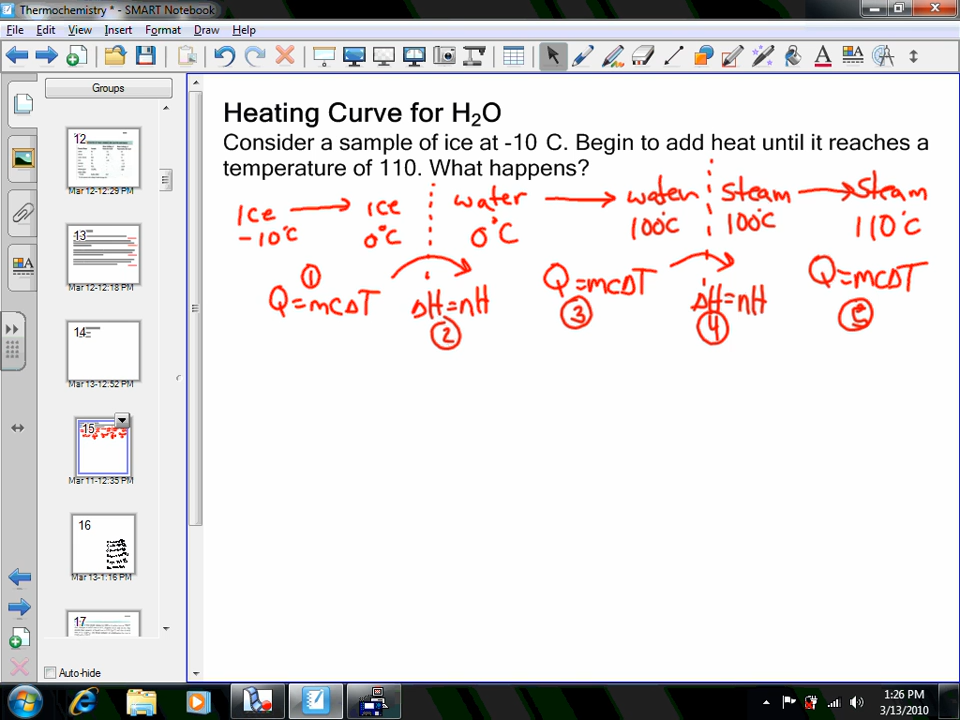 Thermochemistry * - SMART Notebook
File Edit View Insert Format Draw Help
Groups
12
Mar 12-12:29 PM
13
Mar 12-12:18 PM
14
Mar 13-12:52 PM
15
Mar 11-12:35 PM
16
Mar 13-1:16 PM
17
Auto-hide
Heating Curve for H₂O
Consider a sample of ice at -10 C. Begin to add heat until it reaches a
temperature of 110. What happens?
Ice → Ice water → water steam → steam
-10°C 0°C 0°C 100°C 100°C 110°C
① Q=mcΔT ΔH=nH ② Q=mcΔT ③ ΔH=nH ④ Q=mcΔT ⑤
1:26 PM
3/13/2010